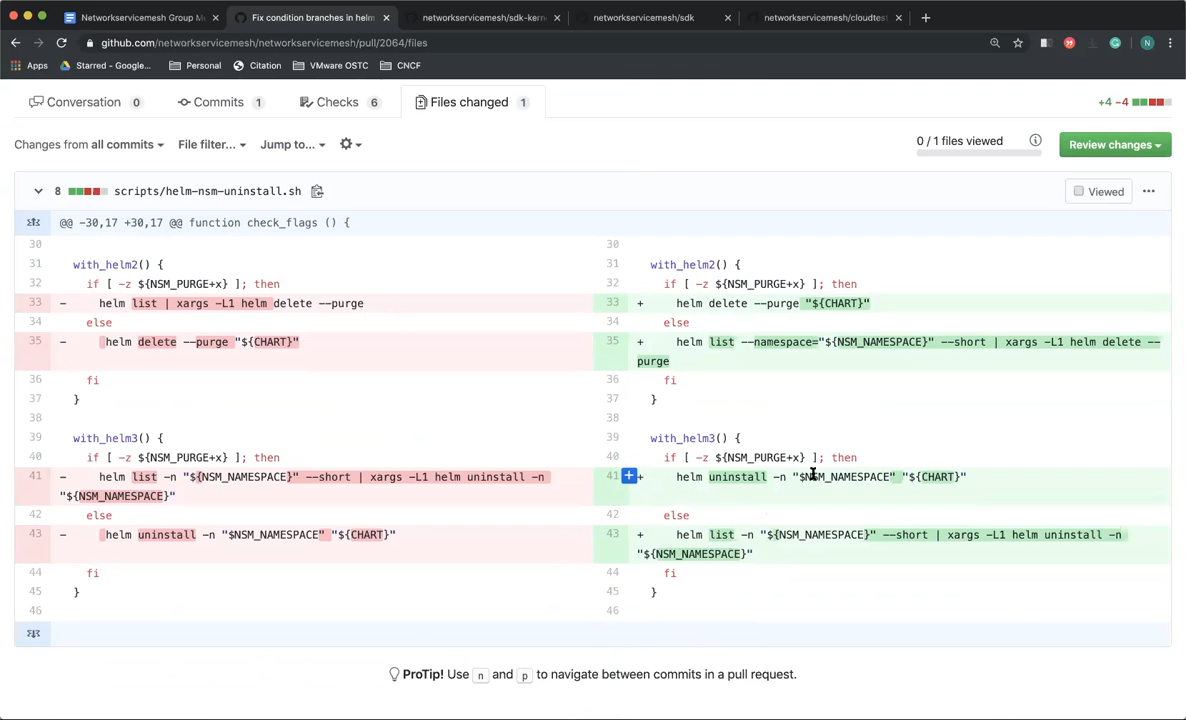 Networkservicemesh Group M
Fix condition branches in helm
networkservicemesh/sdk-kern
networkservicemesh/sdk
networkservicemesh/cloudtes
github.com/networkservicemesh/networkservicemesh/pull/2064/files
N
Apps
Starred - Google...
Personal
Citation
VMware OSTC
CNCF
Conversation 0
Commits 1
Checks 6
Files changed 1
+4 −4
Changes from all commits
File filter...
Jump to...
0 / 1 files viewed
Review changes
8 scripts/helm-nsm-uninstall.sh
Viewed
@@ -30,17 +30,17 @@ function check_flags () {
30
31 with_helm2() {
32 if [ -z ${NSM_PURGE+x} ]; then
33 - helm list | xargs -L1 helm delete --purge
34 else
35 - helm delete --purge "${CHART}"
36 fi
37 }
38
39 with_helm3() {
40 if [ -z ${NSM_PURGE+x} ]; then
41 - helm list -n "${NSM_NAMESPACE}" --short | xargs -L1 helm uninstall -n
"${NSM_NAMESPACE}"
42 else
43 - helm uninstall -n "$NSM_NAMESPACE" "${CHART}"
44 fi
45 }
46
30
31 with_helm2() {
32 if [ -z ${NSM_PURGE+x} ]; then
33 + helm delete --purge "${CHART}"
34 else
35 + helm list --namespace="${NSM_NAMESPACE}" --short | xargs -L1 helm delete --
purge
36 fi
37 }
38
39 with_helm3() {
40 if [ -z ${NSM_PURGE+x} ]; then
41 + helm uninstall -n "$NSM_NAMESPACE" "${CHART}"
42 else
43 + helm list -n "${NSM_NAMESPACE}" --short | xargs -L1 helm uninstall -n
"${NSM_NAMESPACE}"
44 fi
45 }
46
ProTip! Use n and p to navigate between commits in a pull request.